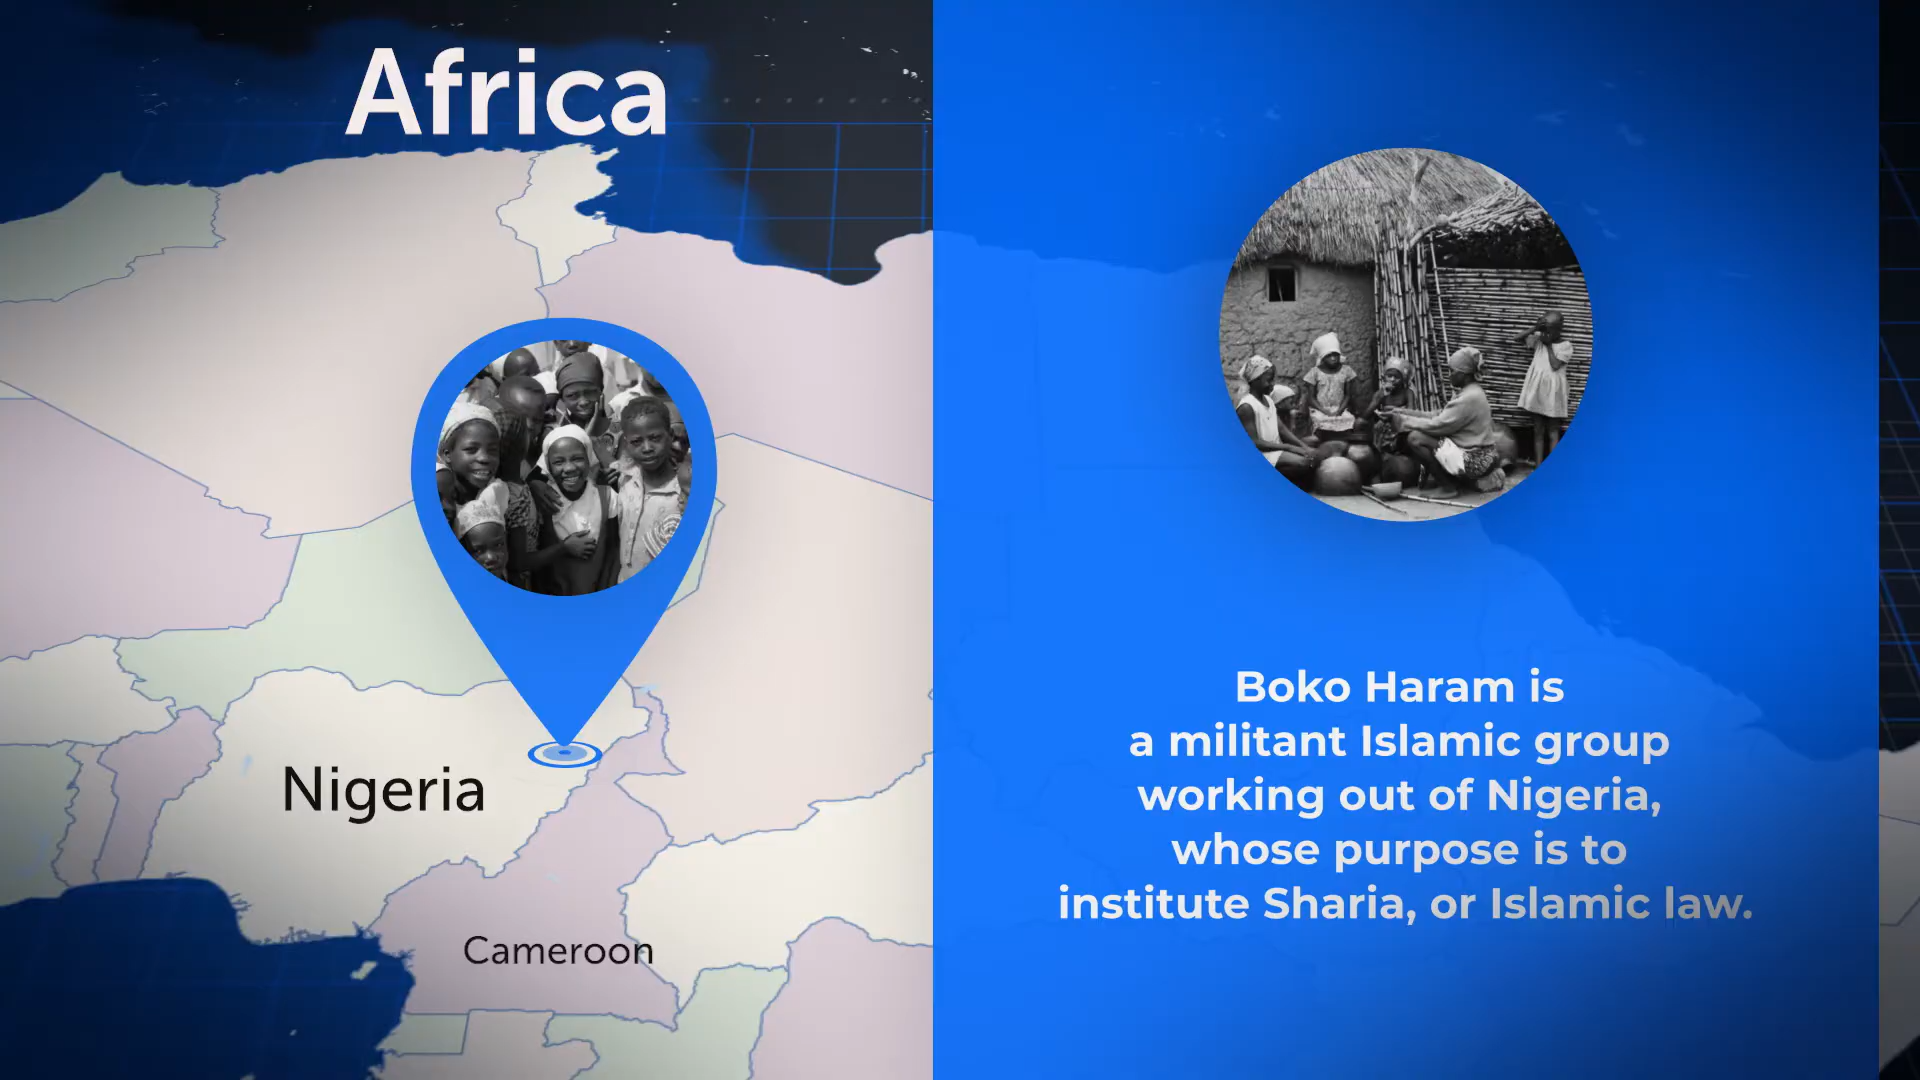 Africa
Nigeria
Cameroon
Boko Haram is
a militant Islamic group
working out of Nigeria,
whose purpose is to
institute Sharia, or Islamic law.